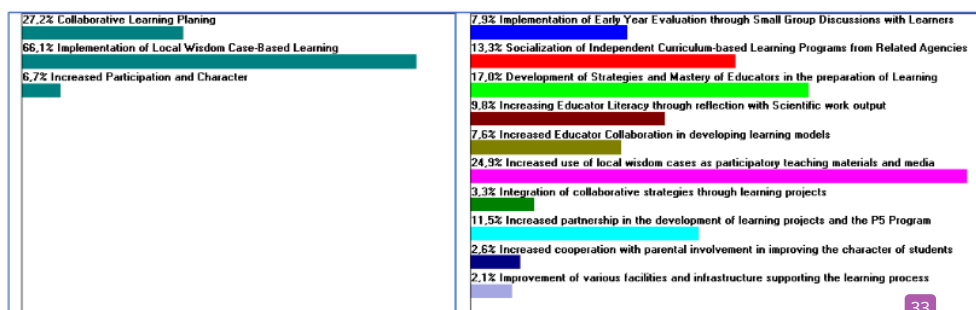 27,2% Collaborative Learning Planing
66,1% Implementation of Local Wisdom Case-Based Learning
6,7% Increased Participation and Character
7,9% Implementation of Early Year Evaluation through Small Group Discussions with Learners
13,3% Socialization of Independent Curriculum-based Learning Programs from Related Agencies
17,0% Development of Strategies and Mastery of Educators in the preparation of Learning
9,8% Increasing Educator Literacy through reflection with Scientific work output
7,6% Increased Educator Collaboration in developing learning models
24,9% Increased use of local wisdom cases as participatory teaching materials and media
3,3% Integration of collaborative strategies through learning projects
11,5% Increased partnership in the development of learning projects and the P5 Program
2,6% Increased cooperation with parental involvement in improving the character of students
2,1% Improvement of various facilities and infrastructure supporting the learning process
33